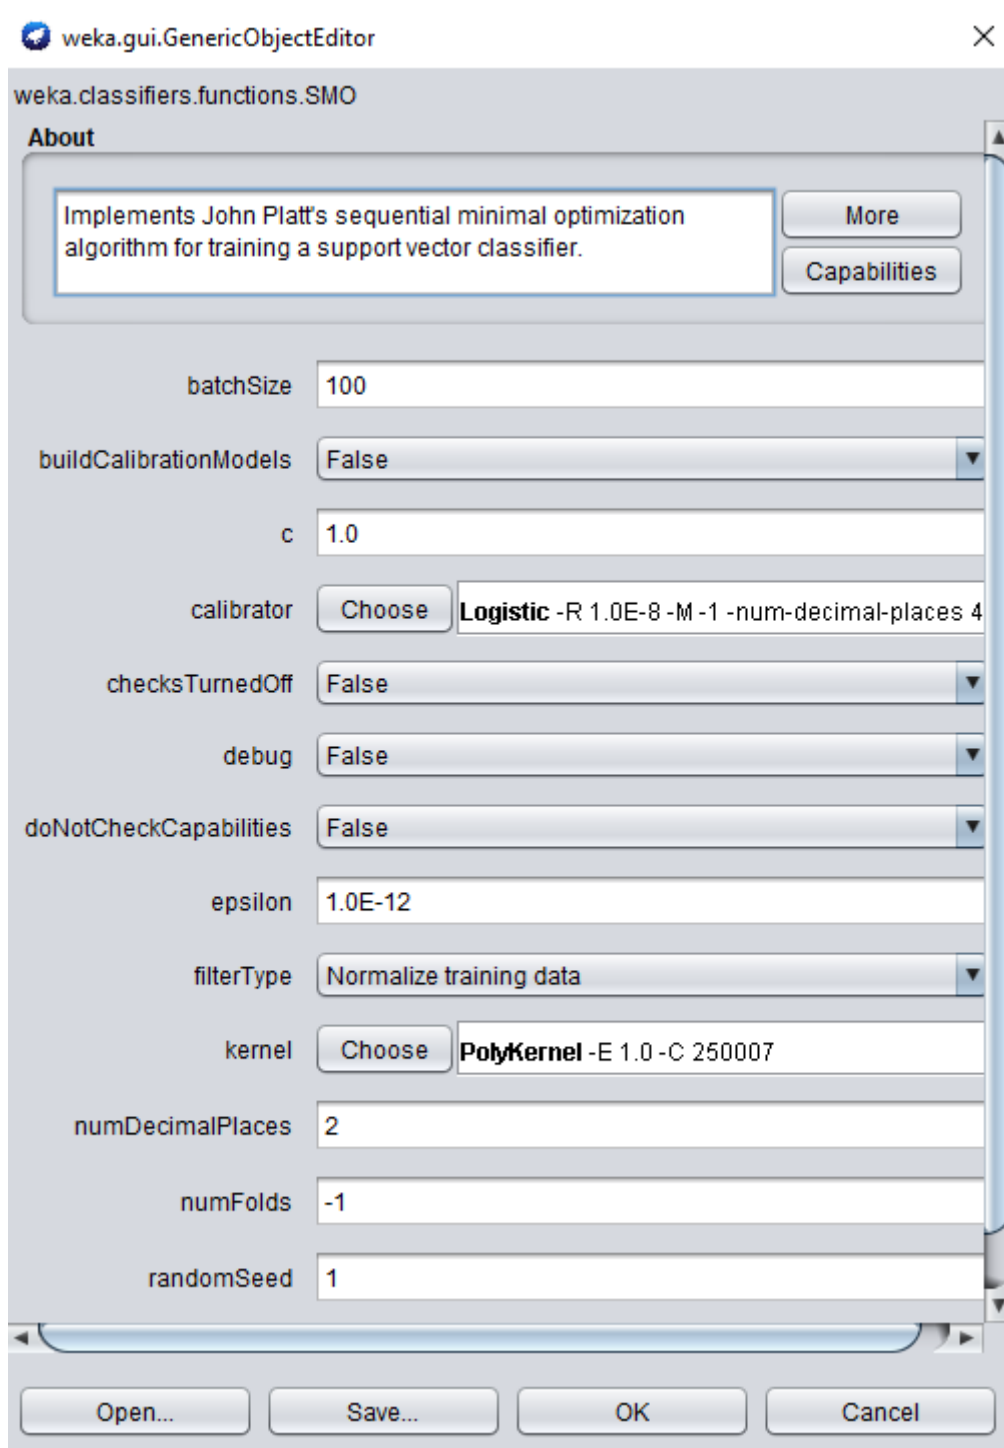 weka.gui.GenericObjectEditor
weka.classifiers.functions.SMO
About
Implements John Platt's sequential minimal optimization
algorithm for training a support vector classifier.
More
Capabilities
batchSize 100
buildCalibrationModels False
c 1.0
calibrator Choose Logistic -R 1.0E-8 -M -1 -num-decimal-places 4
checksTurnedOff False
debug False
doNotCheckCapabilities False
epsilon 1.0E-12
filterType Normalize training data
kernel Choose PolyKernel -E 1.0 -C 250007
numDecimalPlaces 2
numFolds -1
randomSeed 1
Open... Save... OK Cancel